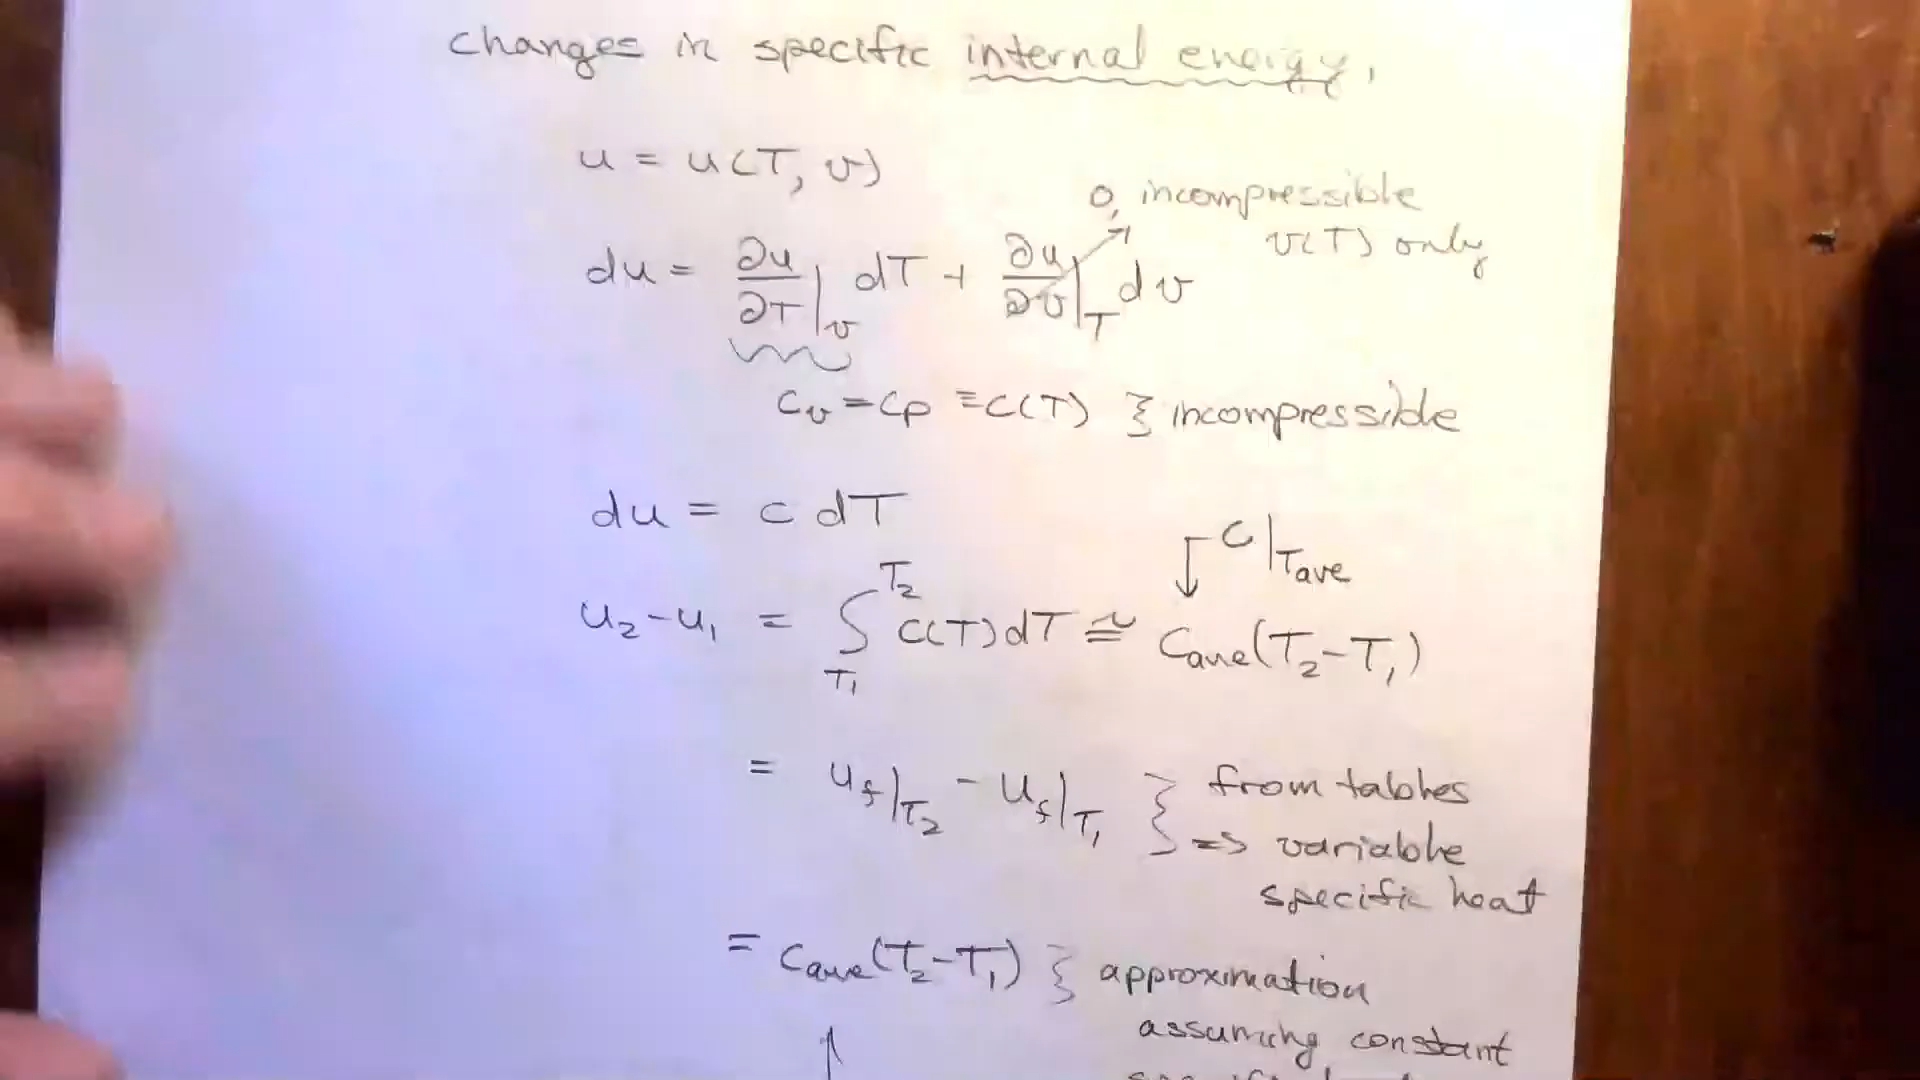 changes in specific internal energy,
u = u(T, v)
0, incompressible
v(T) only
du = ∂u/∂T|v dT + ∂u/∂v|T dv
cv = cp ≡ c(T) } incompressible
du = c dT
c|Tave
u2 - u1 = ∫T1^T2 c(T) dT ≅ Cave(T2 - T1)
= uf|T2 - uf|T1 } from tables
=> variable
specific heat
= Cave(T2 - T1) } approximation
assuming constant